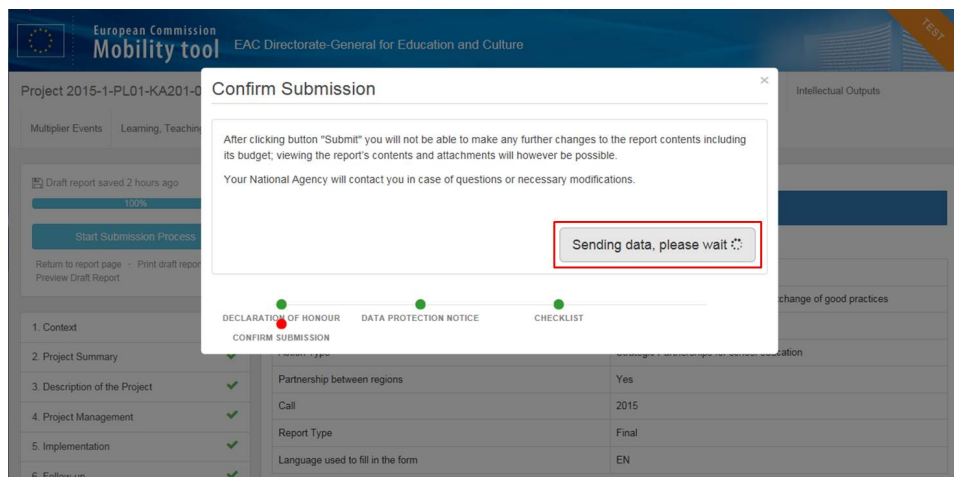 European Commission
Mobility tool
EAC Directorate-General for Education and Culture
TEST
Project 2015-1-PL01-KA201-0
Intellectual Outputs
Multiplier Events
Learning, Teaching
Draft report saved 2 hours ago
100%
Start Submission Process
Return to report page - Print draft repor
Preview Draft Report
Confirm Submission
×
After clicking button "Submit" you will not be able to make any further changes to the report contents including
its budget; viewing the report's contents and attachments will however be possible.
Your National Agency will contact you in case of questions or necessary modifications.
Sending data, please wait
DECLARATION OF HONOUR
DATA PROTECTION NOTICE
CHECKLIST
CONFIRM SUBMISSION
change of good practices
1. Context
2. Project Summary
3. Description of the Project
4. Project Management
5. Implementation
6. Follow-up
Partnership between regions Yes
Call 2015
Report Type Final
Language used to fill in the form EN